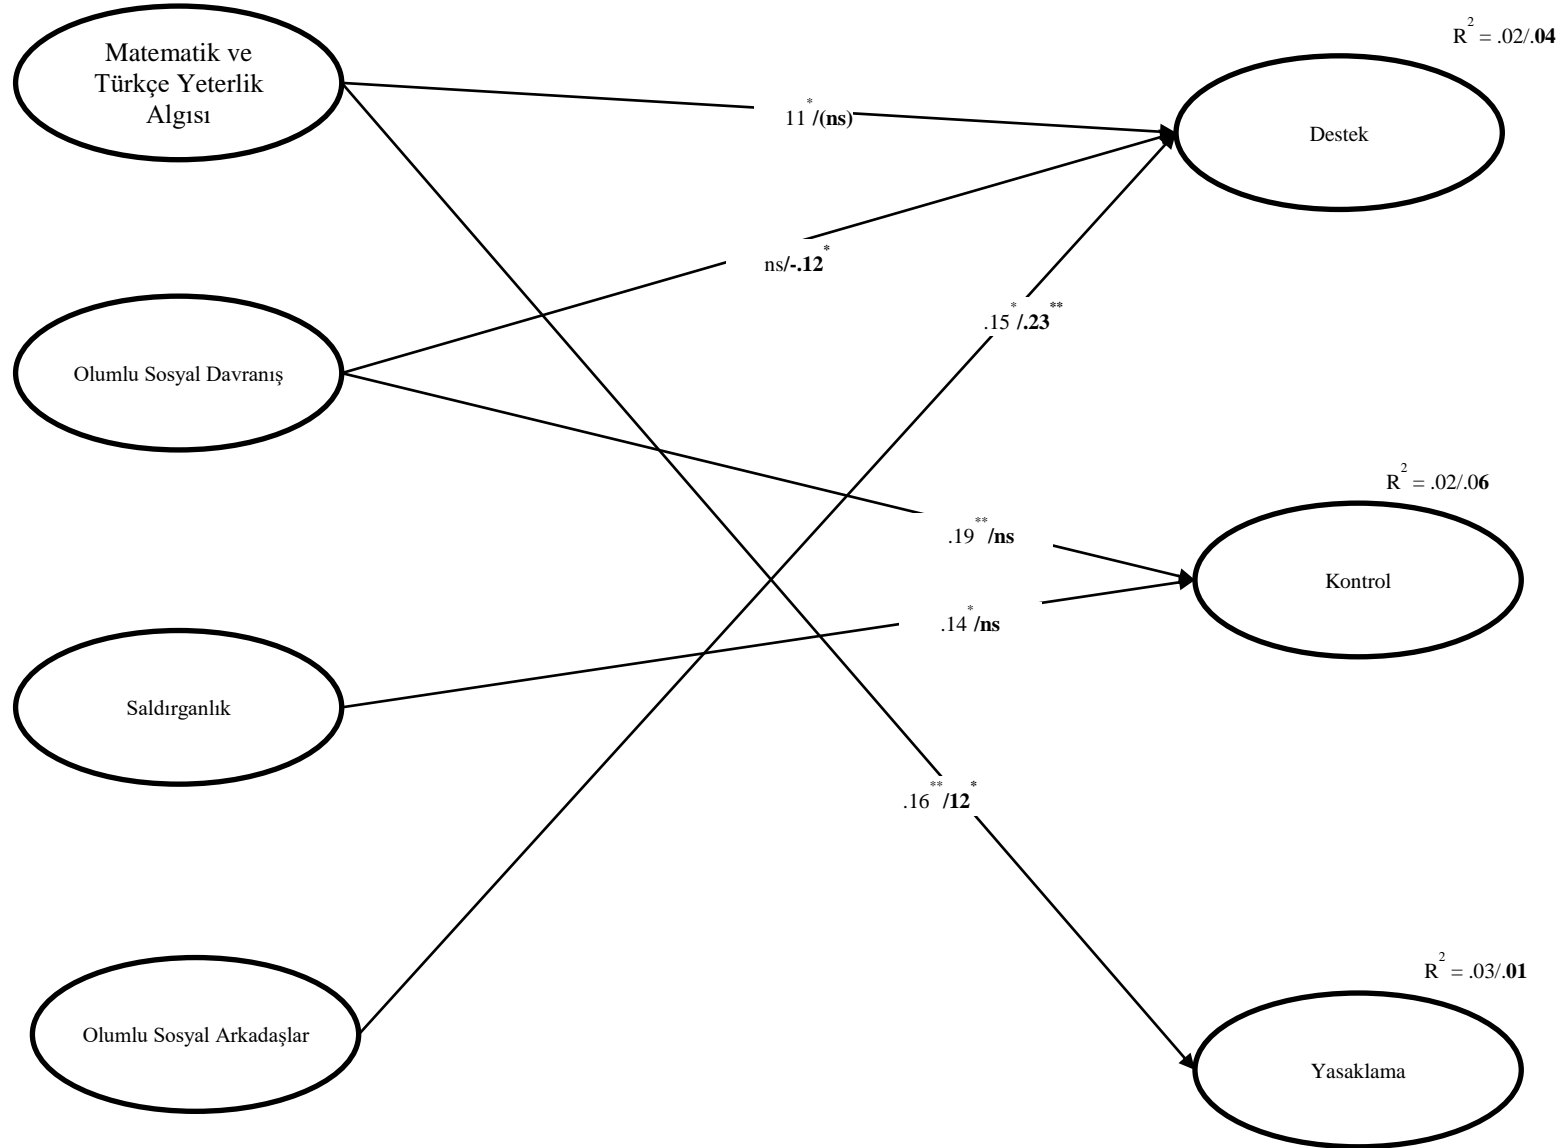 R² = .02/.04
Matematik ve
Türkçe Yeterlik
Algısı
11*/(ns)
Destek
ns/-.12*
.15*/.23**
Olumlu Sosyal Davranış
R² = .02/.06
.19**/ns
Kontrol
.14*/ns
Saldırganlık
.16**/12*
R² = .03/.01
Olumlu Sosyal Arkadaşlar
Yasaklama